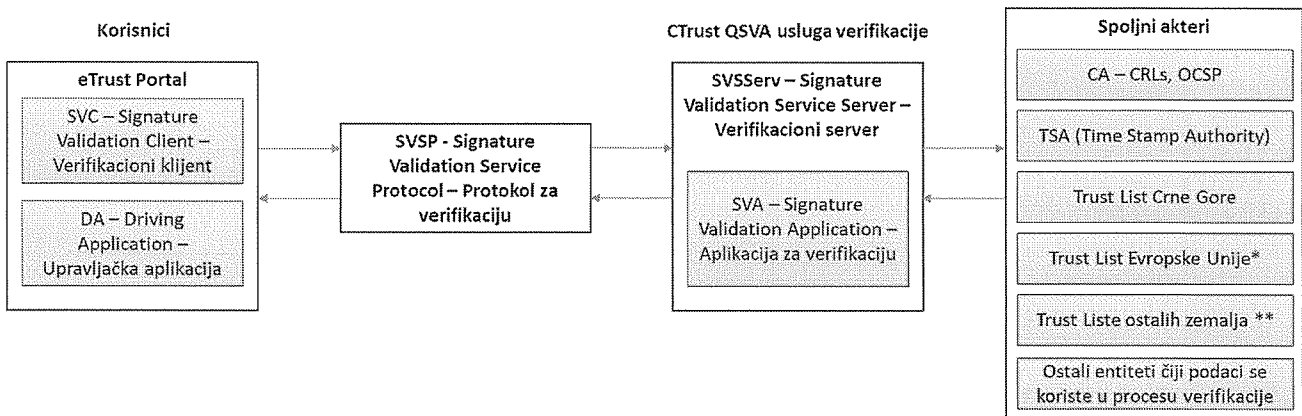 Korisnici
eTrust Portal
SVC – Signature
Validation Client –
Verifikacioni klijent
DA – Driving
Application –
Upravljačka aplikacija
SVSP - Signature
Validation Service
Protocol – Protokol za
verifikaciju
CTrust QSVA usluga verifikacije
SVSServ – Signature
Validation Service Server –
Verifikacioni server
SVA – Signature
Validation Application –
Aplikacija za verifikaciju
Spoljni akteri
CA – CRLs, OCSP
TSA (Time Stamp Authority)
Trust List Crne Gore
Trust List Evropske Unije*
Trust Liste ostalih zemalja **
Ostali entiteti čiji podaci se
koriste u procesu verifikacije